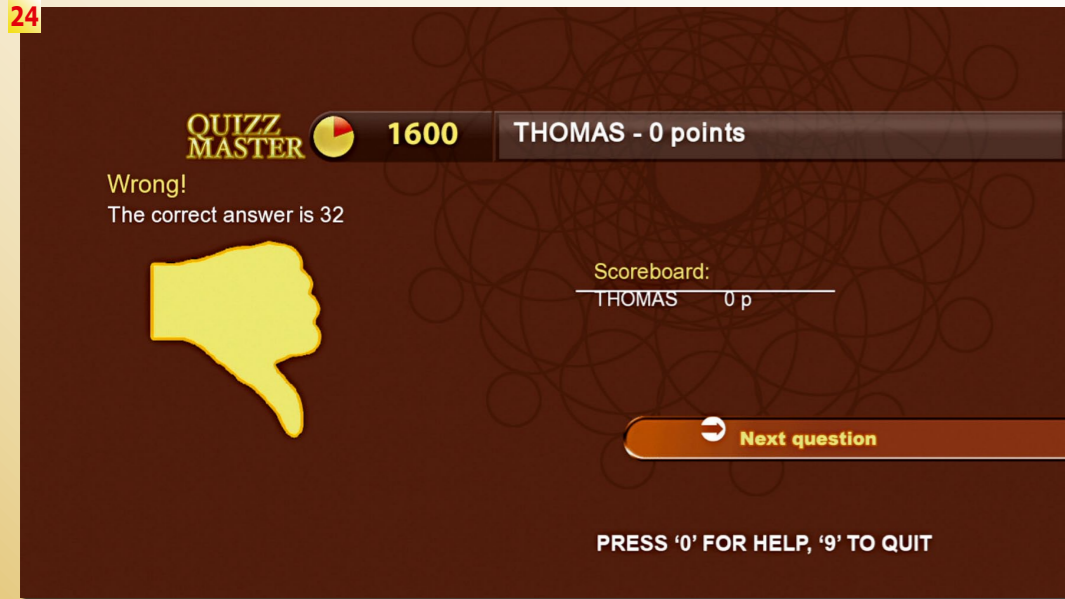 24
QUIZZ
MASTER
1600
THOMAS - 0 points
Wrong!
The correct answer is 32
Scoreboard:
THOMAS 0 p
Next question
PRESS ‘0’ FOR HELP, ‘9’ TO QUIT